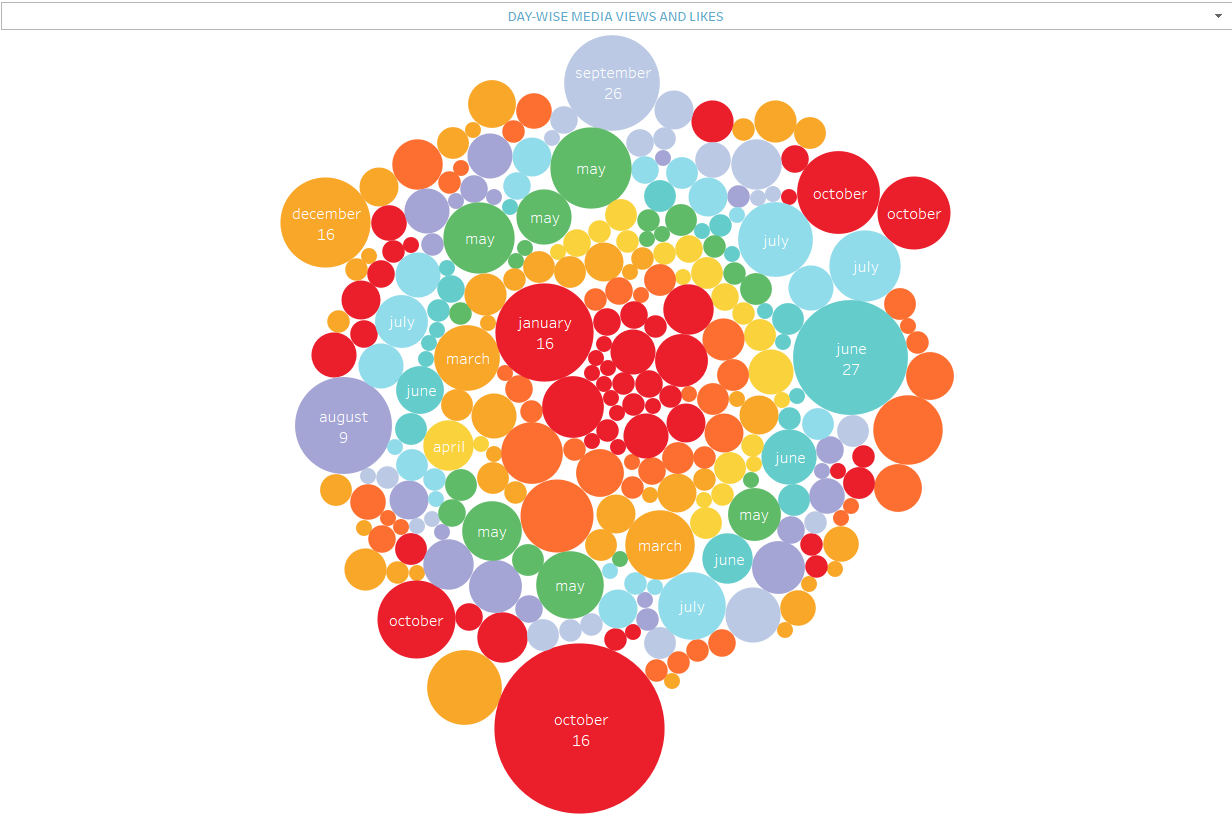 DAY-WISE MEDIA VIEWS AND LIKES
september
26
may
october
december
16
october
may
may
july
july
july
january
16
june
27
march
june
august
9
april
june
may
may
march
june
may
july
october
october
16